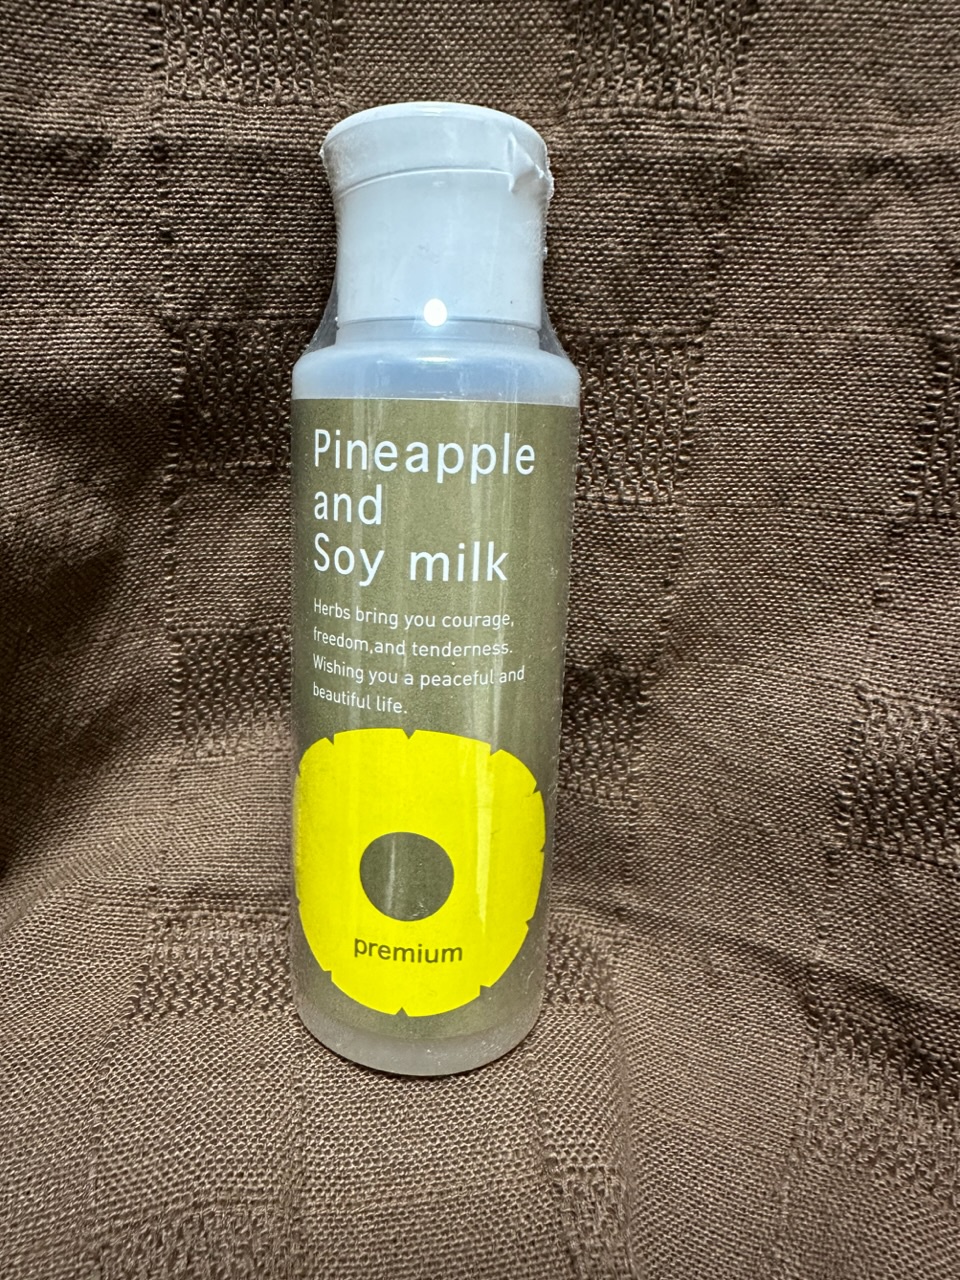 Pineapple
and
Soy milk
Herbs bring you courage,
freedom,and tenderness.
Wishing you a peaceful and
beautiful life.
premium